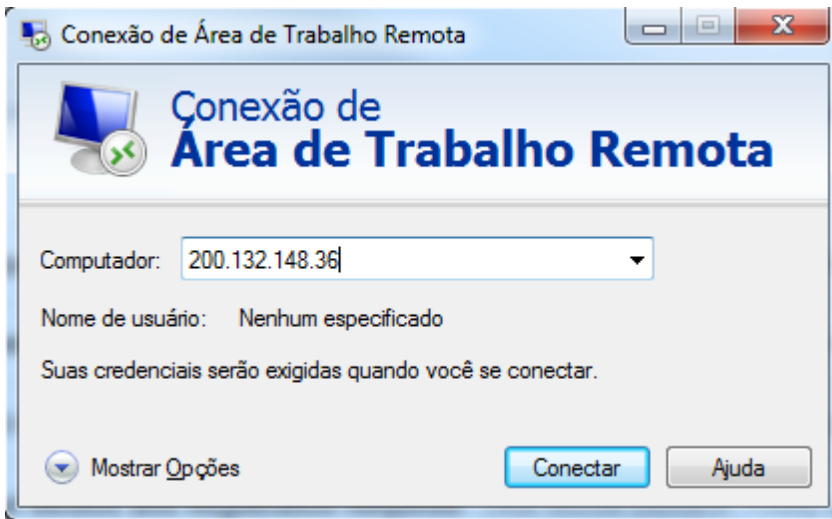 Conexão de Área de Trabalho Remota
Conexão de
Área de Trabalho Remota
Computador: 200.132.148.36
Nome de usuário: Nenhum especificado
Suas credenciais serão exigidas quando você se conectar.
Mostrar Opções Conectar Ajuda